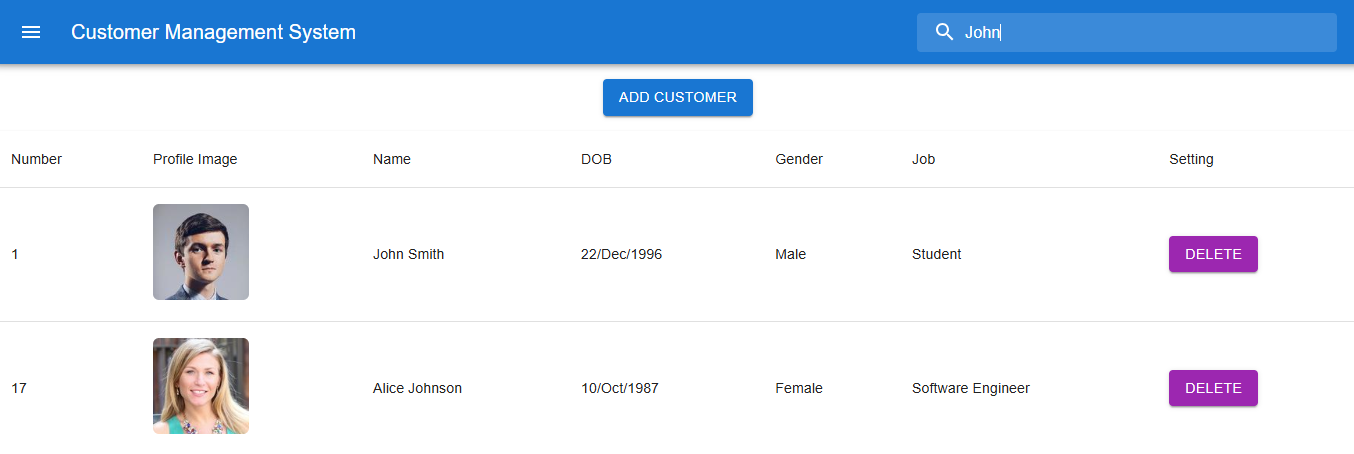 Customer Management System
John
ADD CUSTOMER
Number Profile Image Name DOB Gender Job Setting
1 John Smith 22/Dec/1996 Male Student DELETE
17 Alice Johnson 10/Oct/1987 Female Software Engineer DELETE